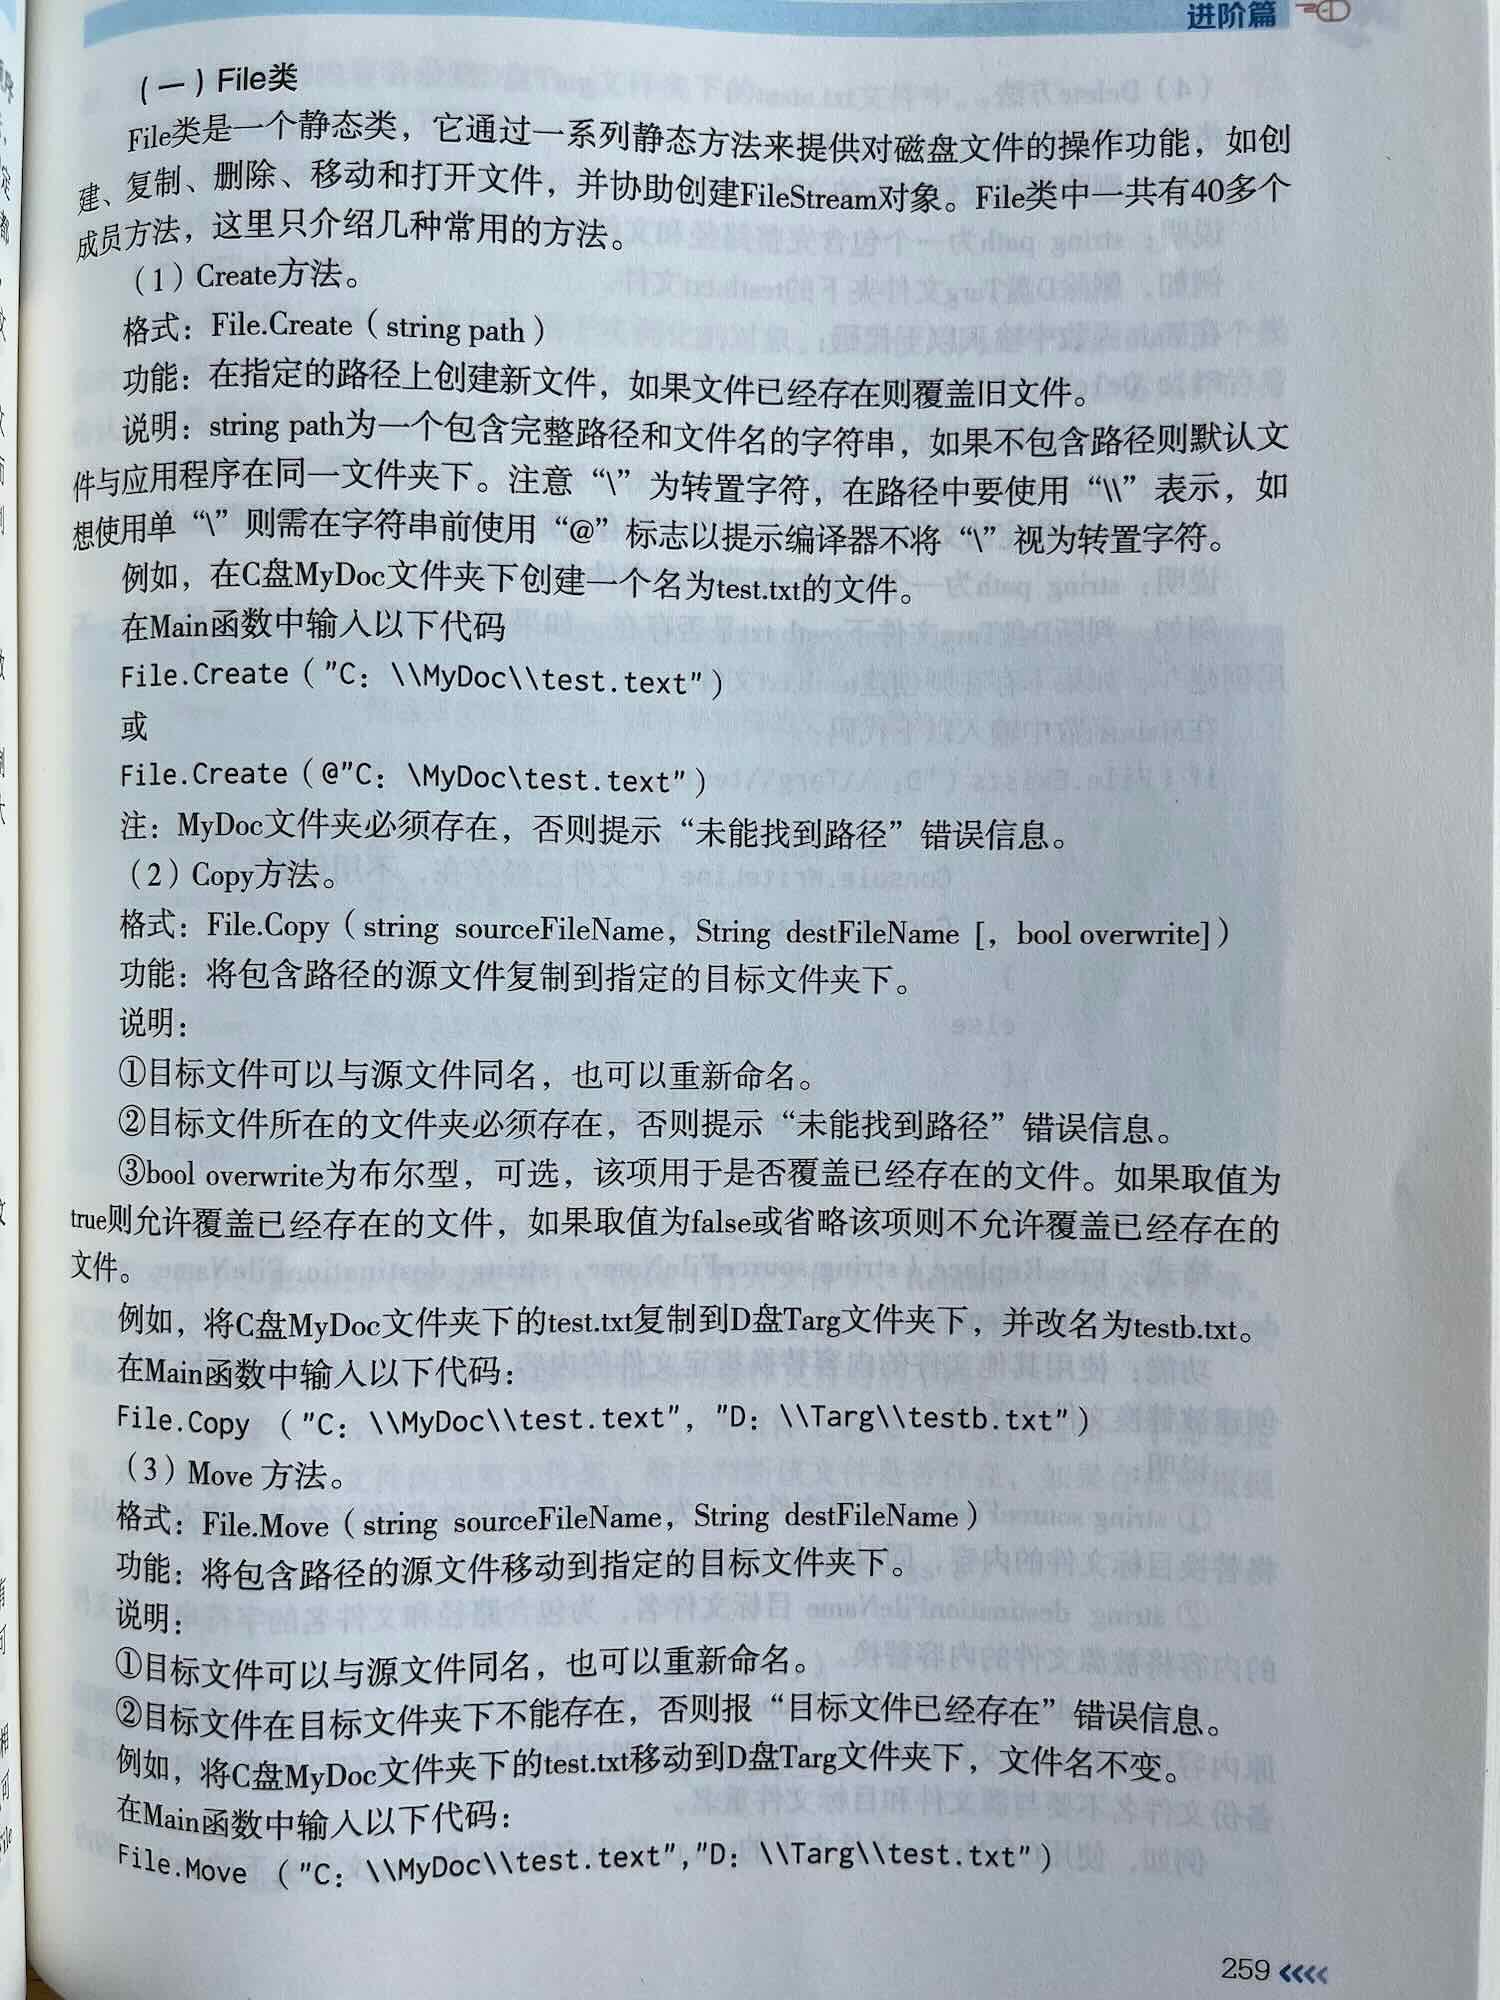 进阶篇
（一）File类
File类是一个静态类，它通过一系列静态方法来提供对磁盘文件的操作功能，如创
建、复制、删除、移动和打开文件，并协助创建FileStream对象。File类中一共有40多个
成员方法，这里只介绍几种常用的方法。
（1）Create方法。
格式：File.Create（string path）
功能：在指定的路径上创建新文件，如果文件已经存在则覆盖旧文件。
说明：string path为一个包含完整路径和文件名的字符串，如果不包含路径则默认文
件与应用程序在同一文件夹下。注意“\”为转置字符，在路径中要使用“\\”表示，如
想使用单“\”则需在字符串前使用“@”标志以提示编译器不将“\”视为转置字符。
例如，在C盘MyDoc文件夹下创建一个名为test.txt的文件。
在Main函数中输入以下代码
File.Create（"C：\\MyDoc\\test.text"）
或
File.Create（@"C：\MyDoc\test.text"）
注：MyDoc文件夹必须存在，否则提示“未能找到路径”错误信息。
（2）Copy方法。
格式：File.Copy（string sourceFileName，String destFileName [，bool overwrite]）
功能：将包含路径的源文件复制到指定的目标文件夹下。
说明：
①目标文件可以与源文件同名，也可以重新命名。
②目标文件所在的文件夹必须存在，否则提示“未能找到路径”错误信息。
③bool overwrite为布尔型，可选，该项用于是否覆盖已经存在的文件。如果取值为
true则允许覆盖已经存在的文件，如果取值为false或省略该项则不允许覆盖已经存在的
文件。
例如，将C盘MyDoc文件夹下的test.txt复制到D盘Targ文件夹下，并改名为testb.txt。
在Main函数中输入以下代码：
File.Copy （"C：\\MyDoc\\test.text"，"D：\\Targ\\testb.txt"）
（3）Move 方法。
格式：File.Move（string sourceFileName，String destFileName）
功能：将包含路径的源文件移动到指定的目标文件夹下。
说明：
①目标文件可以与源文件同名，也可以重新命名。
②目标文件在目标文件夹下不能存在，否则报“目标文件已经存在”错误信息。
例如，将C盘MyDoc文件夹下的test.txt移动到D盘Targ文件夹下，文件名不变。
在Main函数中输入以下代码：
File.Move （"C：\\MyDoc\\test.text","D：\\Targ\\test.txt"）
259